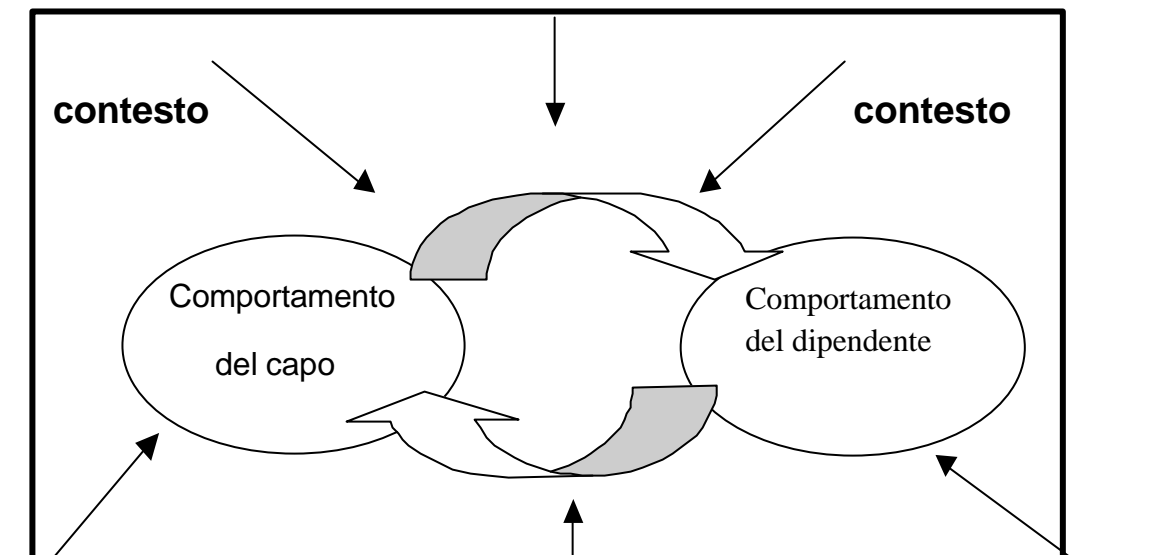 contesto
contesto
Comportamento
del capo
Comportamento
del dipendente